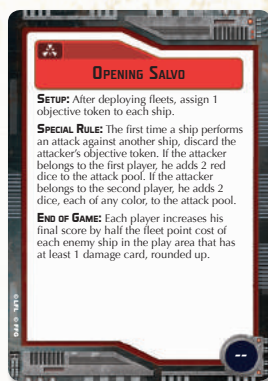 Opening Salvo
Setup: After deploying fleets, assign 1
objective token to each ship.
Special Rule: The first time a ship performs
an attack against another ship, discard the
attacker's objective token. If the attacker
belongs to the first player, he adds 2 red
dice to the attack pool. If the attacker
belongs to the second player, he adds 2
dice, each of any color, to the attack pool.
End of Game: Each player increases his
final score by half the fleet point cost of
each enemy ship in the play area that has
at least 1 damage card, rounded up.
©LFL ©FFG
--